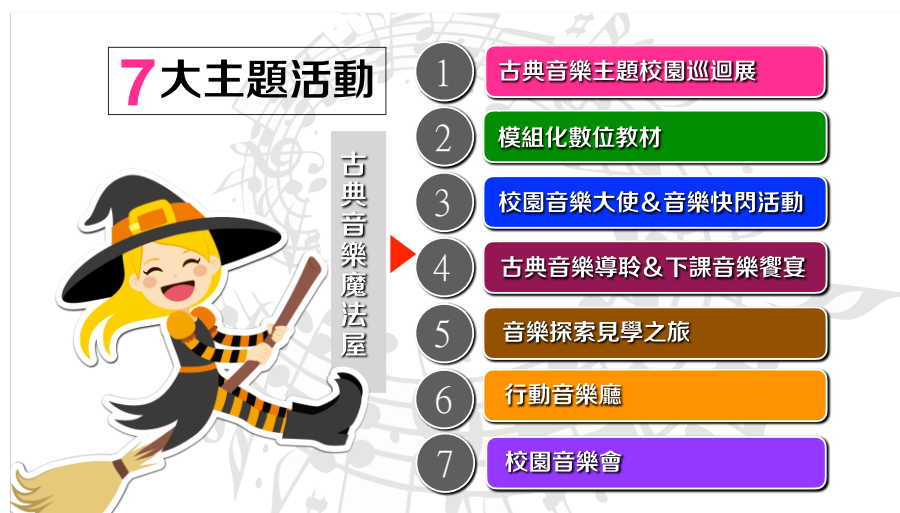 7大主題活動
古典音樂魔法屋
1 古典音樂主題校園巡迴展
2 模組化數位教材
3 校園音樂大使&音樂快閃活動
4 古典音樂導聆&下課音樂饗宴
5 音樂探索見學之旅
6 行動音樂廳
7 校園音樂會